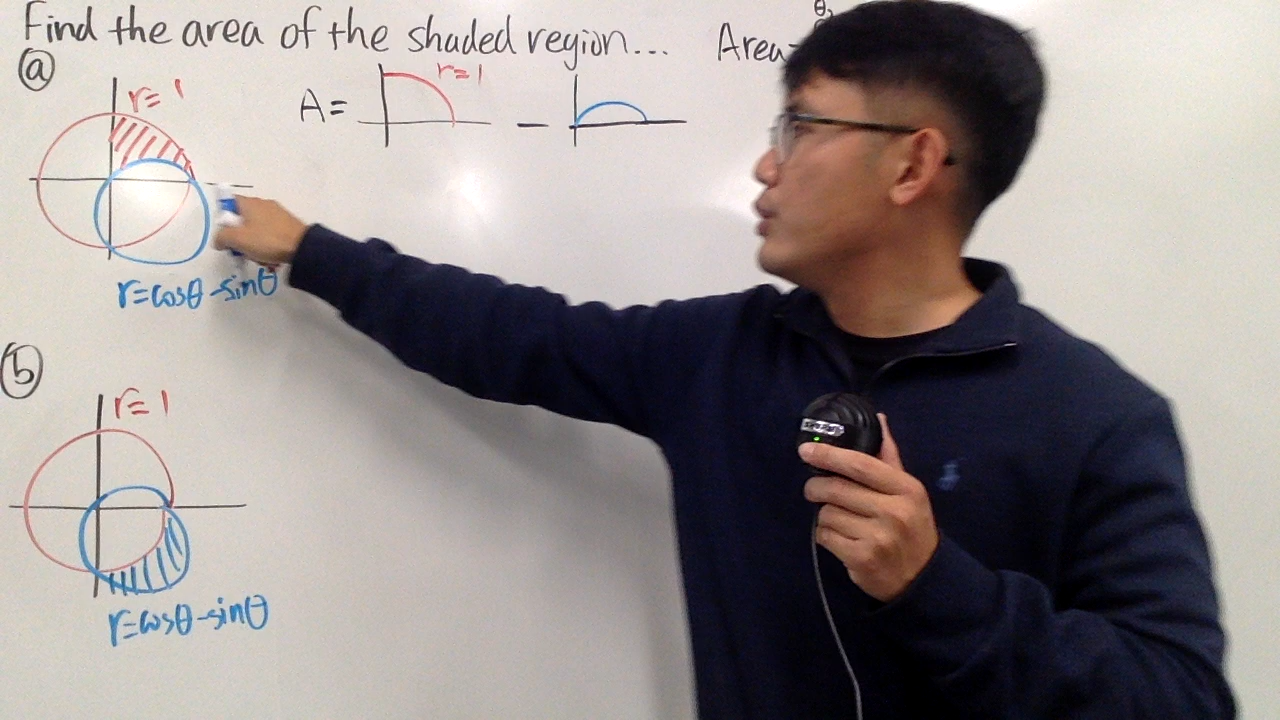 Find the area of the shaded region... Area
ⓐ
r=1
A= r=1 −
r=cosθ-sinθ
ⓑ
r=1
r=cosθ-sinθ